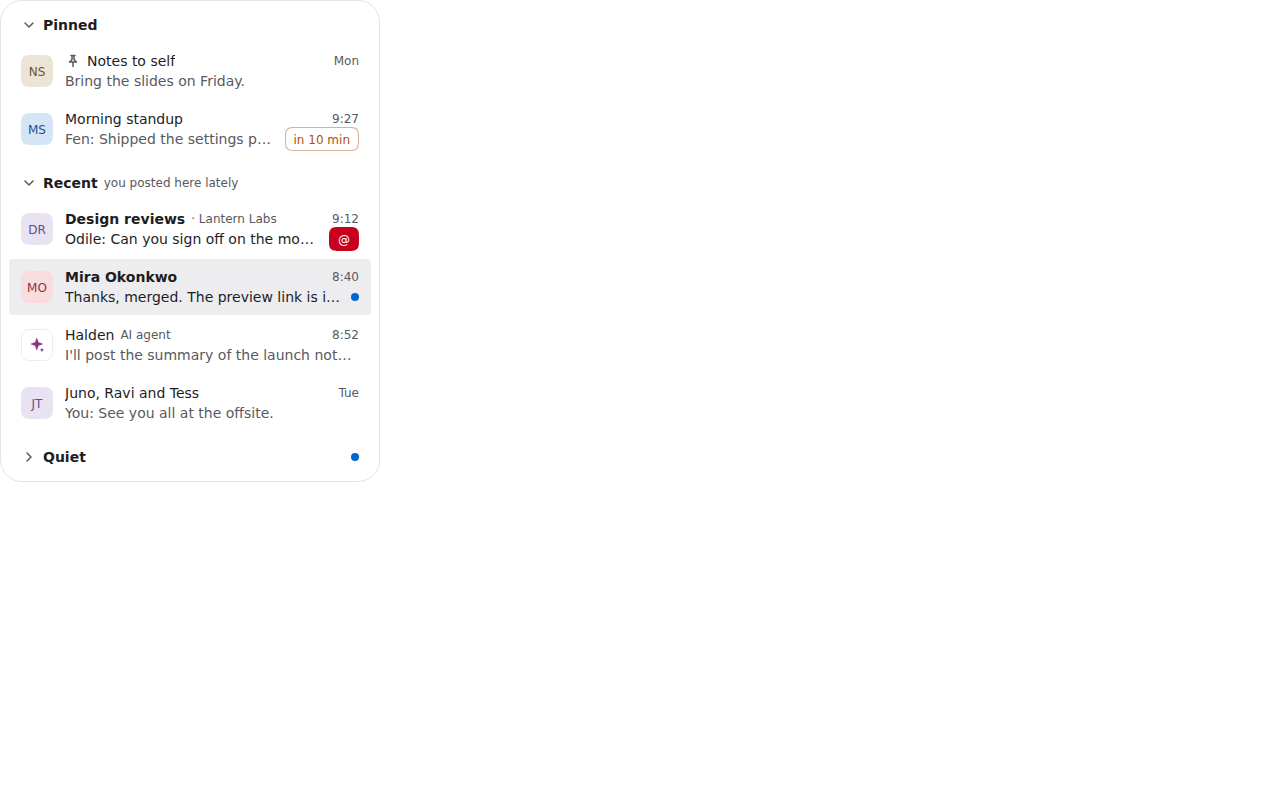 Pinned
NS
Notes to self
Mon
Bring the slides on Friday.
MS
Morning standup
9:27
Fen: Shipped the settings p…
in 10 min
Recent you posted here lately
DR
Design reviews · Lantern Labs
9:12
Odile: Can you sign off on the mo…
@
MO
Mira Okonkwo
8:40
Thanks, merged. The preview link is i…
Halden AI agent
8:52
I'll post the summary of the launch not…
JT
Juno, Ravi and Tess
Tue
You: See you all at the offsite.
Quiet